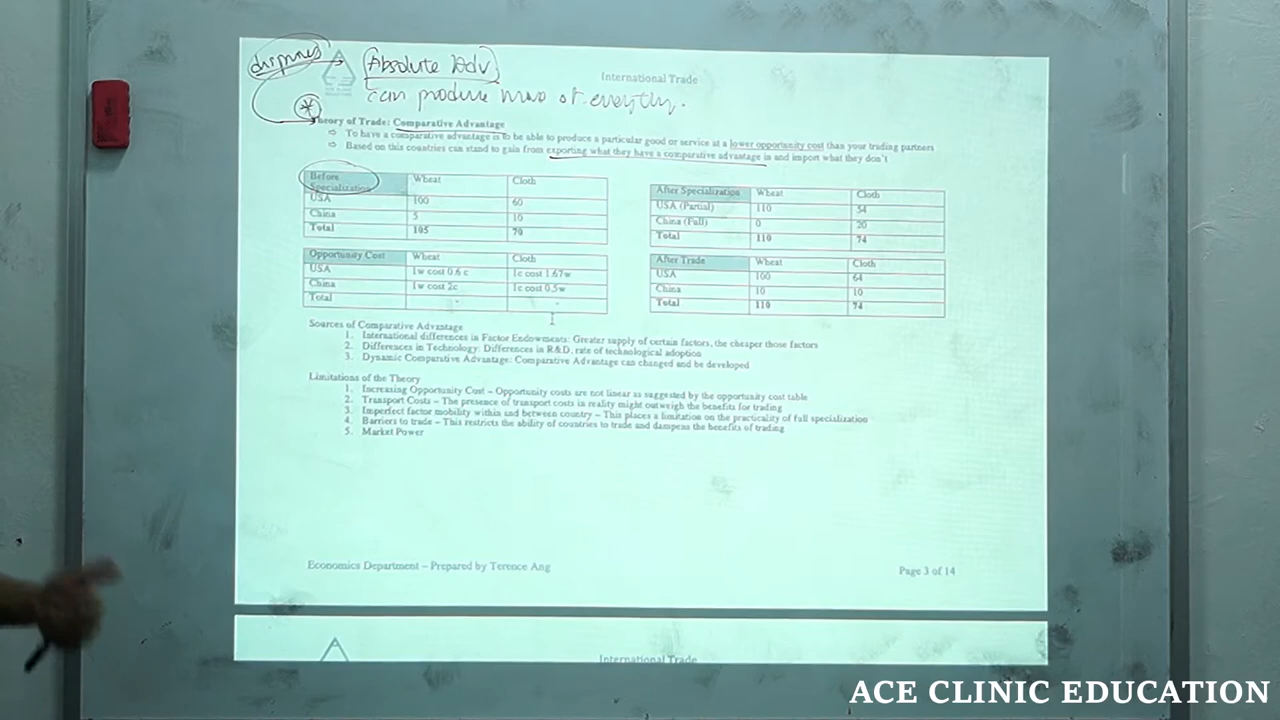 Absolute Adv
can produce more of
International Trade
Theory of Trade: Comparative Advantage
⇨ To have a comparative advantage is to be able to produce a particular good or service at a lower opportunity cost than your trading partners
⇨ Based on this countries can stand to gain from exporting what they have a comparative advantage in and import what they don't
Before Specialization Wheat Cloth
USA 100 60
China 5 10
Total 105 70
After Specialization Wheat Cloth
USA (Partial) 110 54
China (Full) 0 20
Total 110 74
Opportunity Cost Wheat Cloth
USA 1w cost 0.6 c 1c cost 1.67w
China 1w cost 2c 1c cost 0.5w
Total
After Trade Wheat Cloth
USA 100 64
China 10 10
Total 110 74
Sources of Comparative Advantage
1. International differences in Factor Endowments: Greater supply of certain factors, the cheaper those factors
2. Differences in Technology: Differences in R&D, rate of technological adoption
3. Dynamic Comparative Advantage: Comparative Advantage can changed and be developed
Limitations of the Theory
1. Increasing Opportunity Cost – Opportunity costs are not linear as suggested by the opportunity cost table
2. Transport Costs – The presence of transport costs in reality might outweigh the benefits for trading
3. Imperfect factor mobility within and between country – This places a limitation on the practicality of full specialization
4. Barriers to trade – This restricts the ability of countries to trade and dampens the benefits of trading
5. Market Power
Economics Department – Prepared by Terence Ang
Page 3 of 14
International Trade
ACE CLINIC EDUCATION